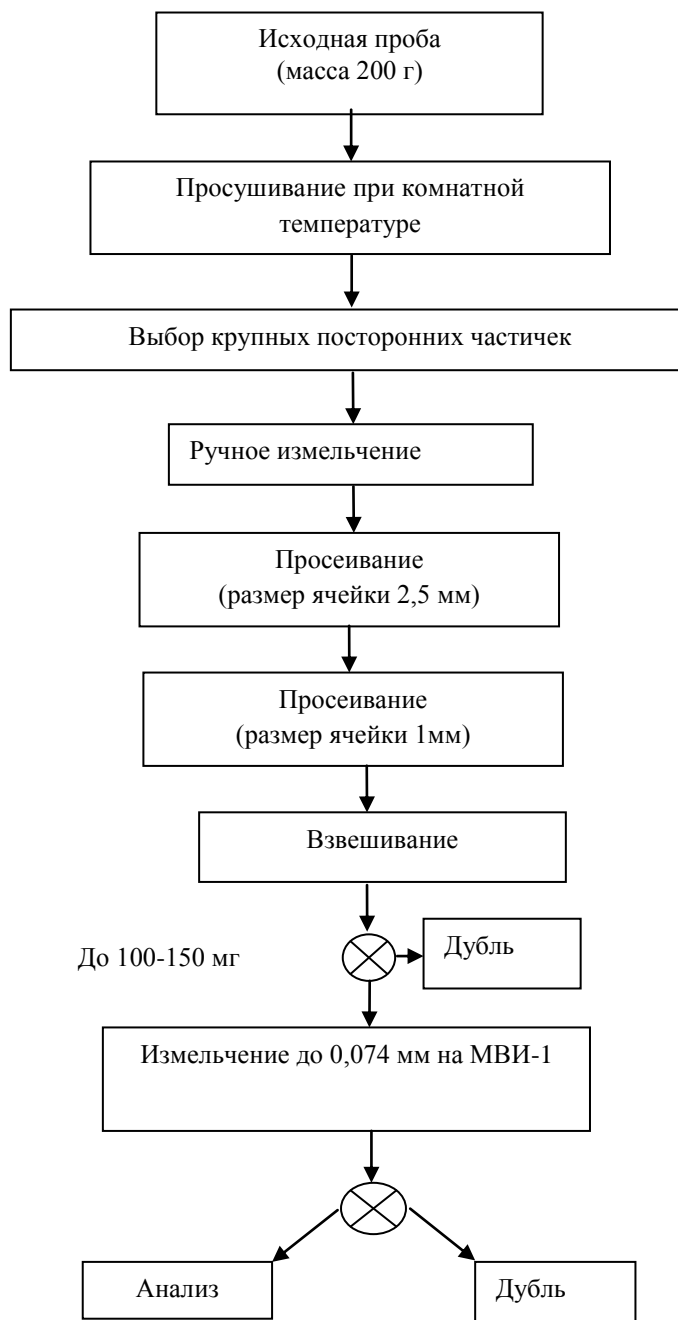 Исходная проба
(масса 200 г)
Просушивание при комнатной
температуре
Выбор крупных посторонних частичек
Ручное измельчение
Просеивание
(размер ячейки 2,5 мм)
Просеивание
(размер ячейки 1мм)
Взвешивание
До 100-150 мг
Дубль
Измельчение до 0,074 мм на МВИ-1
Анализ
Дубль